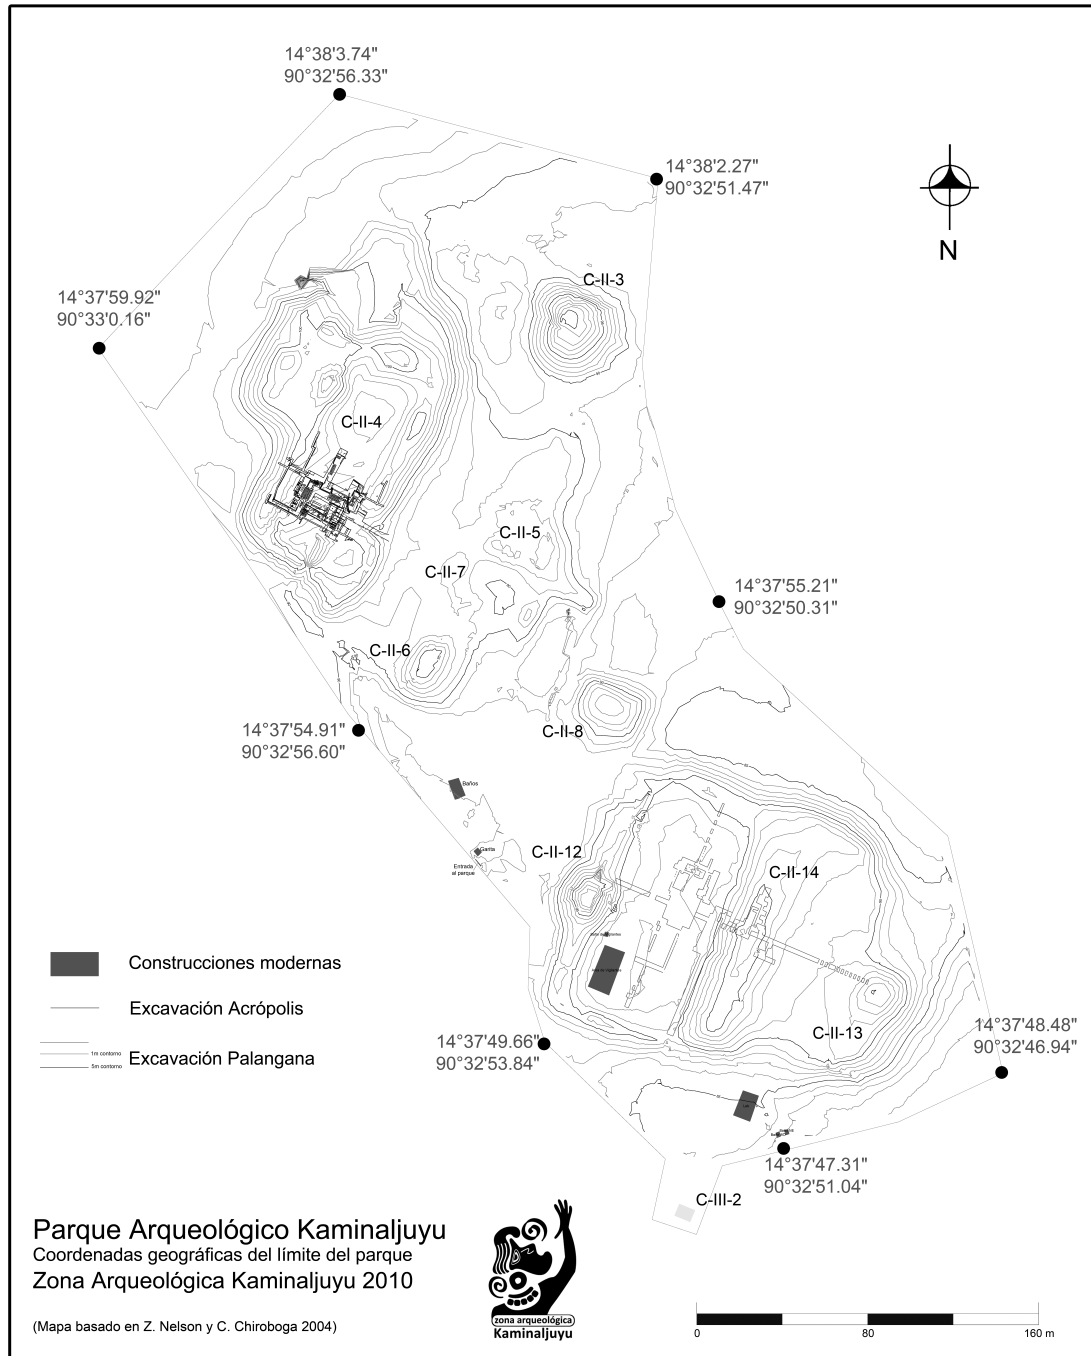 14°38'3.74"
90°32'56.33"
14°38'2.27"
90°32'51.47"
N
C-II-3
14°37'59.92"
90°33'0.16"
C-II-4
C-II-5
C-II-7
14°37'55.21"
90°32'50.31"
C-II-6
C-II-8
14°37'54.91"
90°32'56.60"
Baños
Garita
Entrada
al parque
C-II-12
C-II-14
Construcciones modernas
Excavación Acrópolis
1m contorno
5m contorno
Excavación Palangana
C-II-13
14°37'49.66"
90°32'53.84"
14°37'48.48"
90°32'46.94"
14°37'47.31"
90°32'51.04"
C-III-2
Parque Arqueológico Kaminaljuyu
Coordenadas geográficas del límite del parque
Zona Arqueológica Kaminaljuyu 2010
(Mapa basado en Z. Nelson y C. Chiroboga 2004)
zona arqueológica
Kaminaljuyu
0 80 160 m